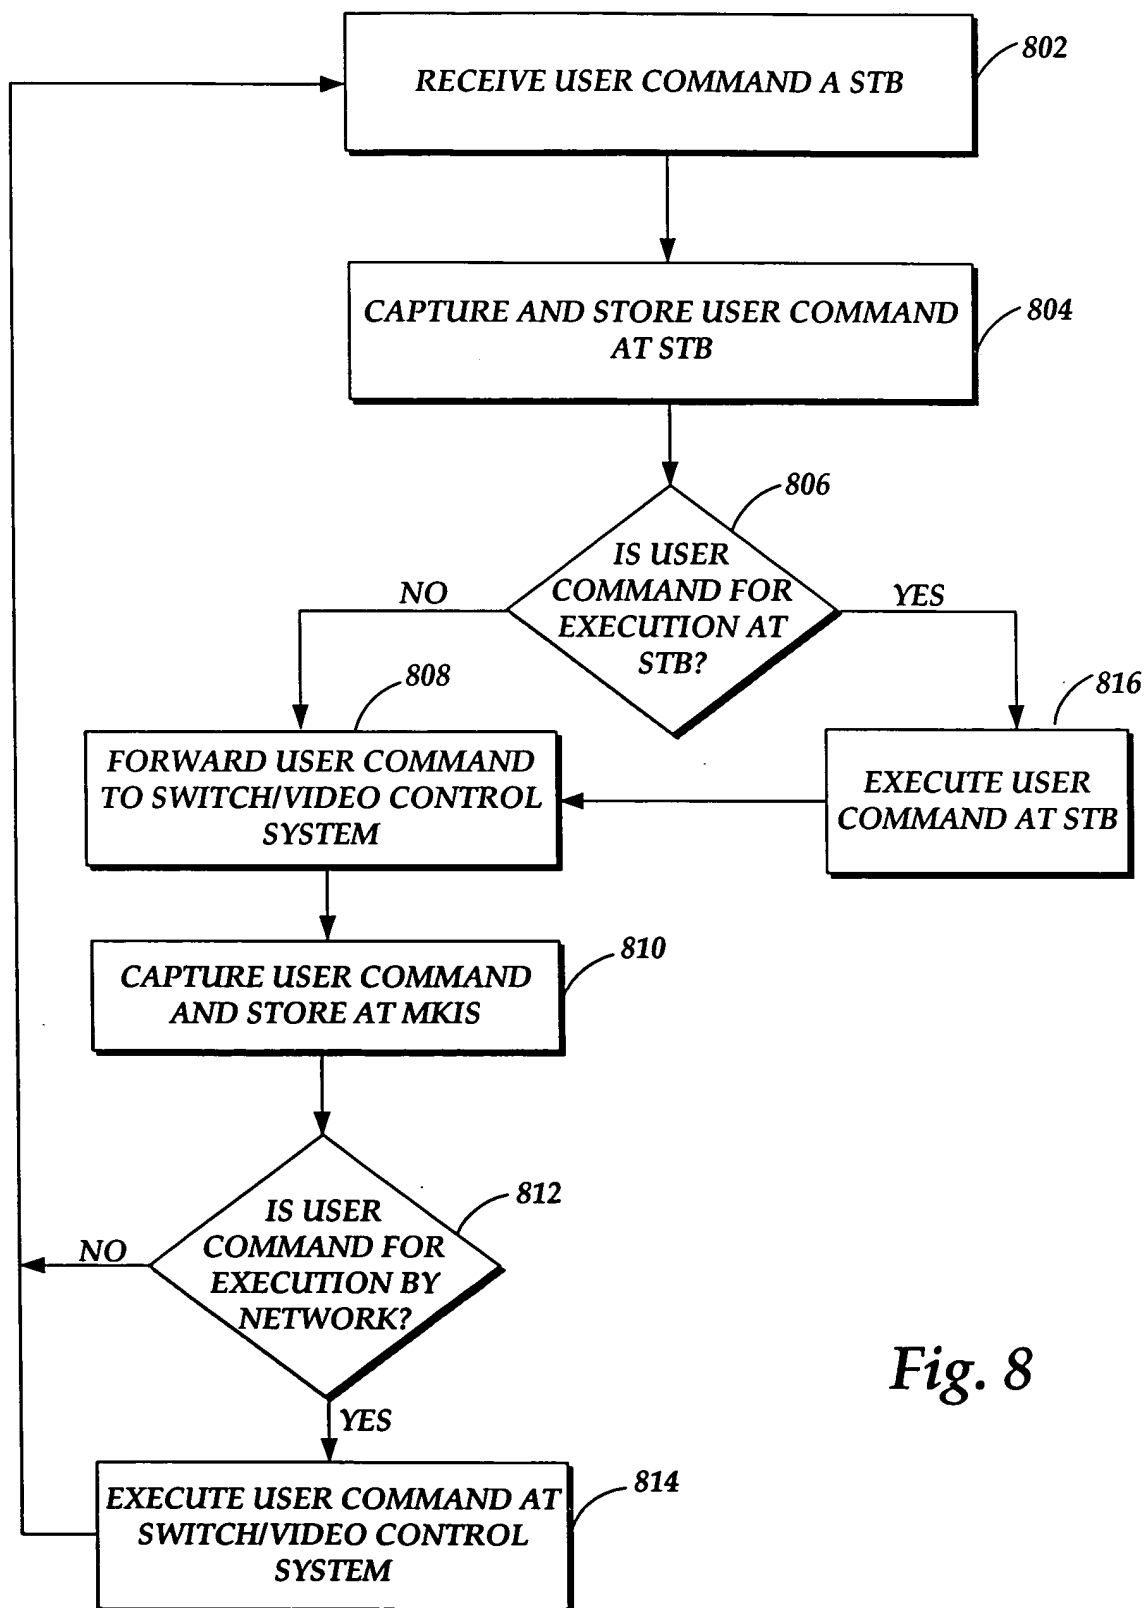 802
RECEIVE USER COMMAND A STB
804
CAPTURE AND STORE USER COMMAND
AT STB
806
IS USER
COMMAND FOR
EXECUTION AT
STB?
NO
YES
808
FORWARD USER COMMAND
TO SWITCH/VIDEO CONTROL
SYSTEM
816
EXECUTE USER
COMMAND AT STB
810
CAPTURE USER COMMAND
AND STORE AT MKIS
812
IS USER
COMMAND FOR
EXECUTION BY
NETWORK?
NO
YES
Fig. 8
814
EXECUTE USER COMMAND AT
SWITCH/VIDEO CONTROL
SYSTEM